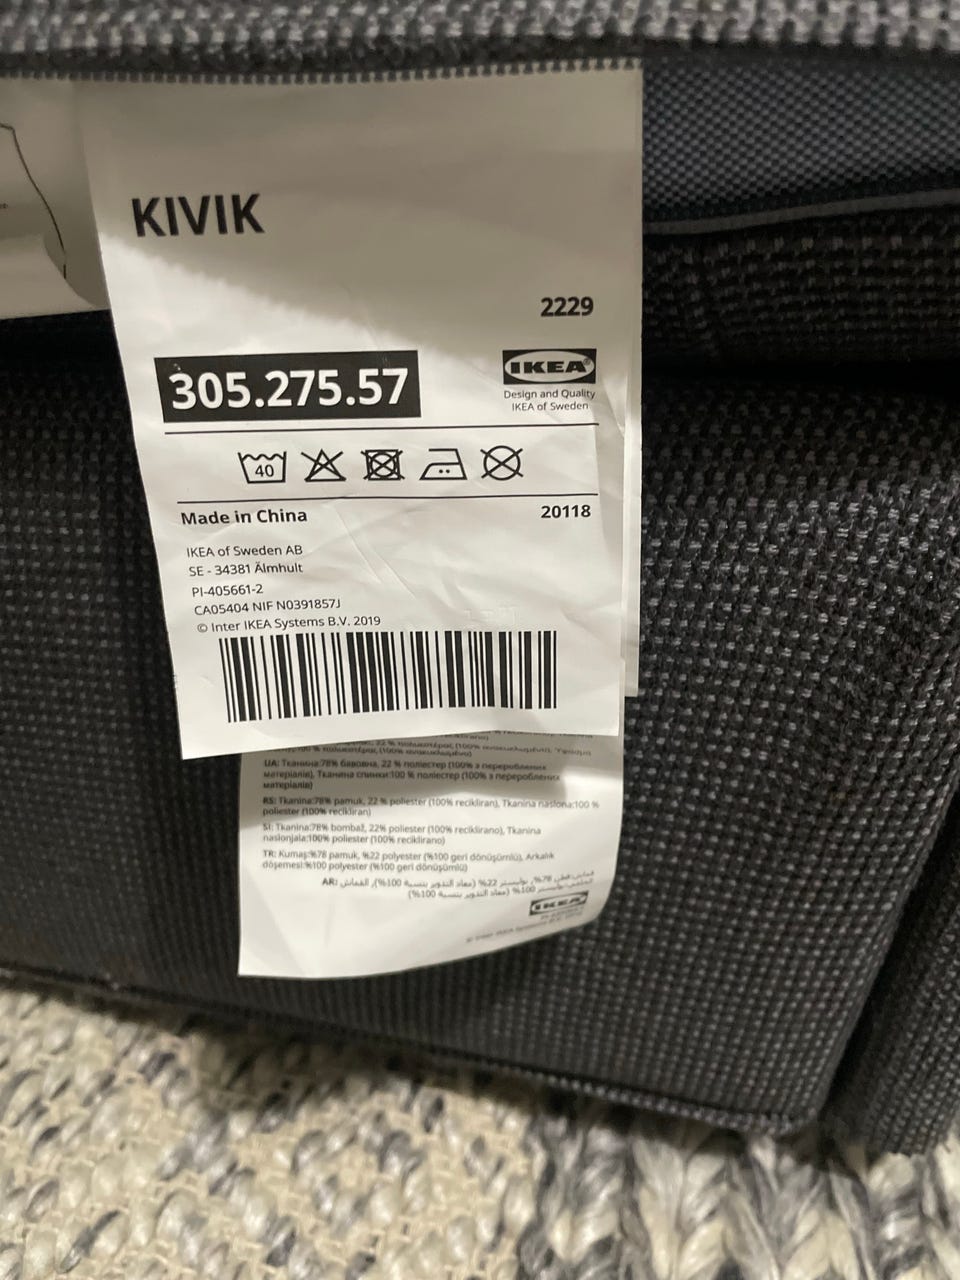 KIVIK
2229
305.275.57
IKEA®
Design and Quality
IKEA of Sweden
40
Made in China
20118
IKEA of Sweden AB
SE - 34381 Älmhult
PI-405661-2
CA05404 NIF N0391857J
© Inter IKEA Systems B.V. 2019
UA: Тканина:78% бавовна, 22 % поліестер (100% з перероблених
матеріалів), Тканина спинки:100 % поліестер (100% з перероблених
матеріалів)
RS: Tkanina:78% pamuk, 22 % poliester (100% recikliran), Tkanina naslona:100 %
poliester (100% recikliran)
SI: Tkanina:78% bombaž, 22% poliester (100% reciklirano), Tkanina
naslonjala:100% poliester (100% reciklirano)
TR: Kumaş:%78 pamuk, %22 polyester (%100 geri dönüşümlü), Arkalık
döşemesi:%100 polyester (%100 geri dönüşümlü)
IKEA